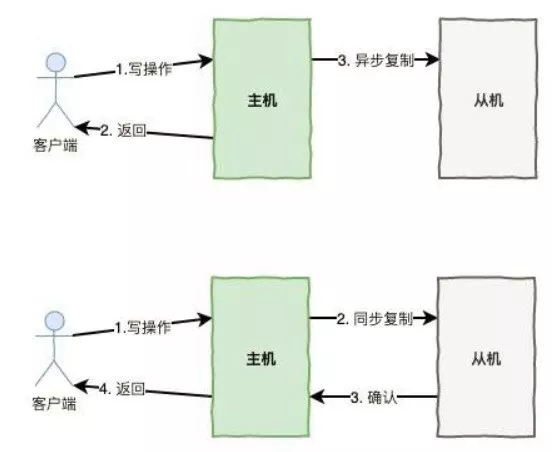 1.写操作
3. 异步复制
主机
从机
2. 返回
客户端
1.写操作
2. 同步复制
主机
从机
4. 返回
3. 确认
客户端